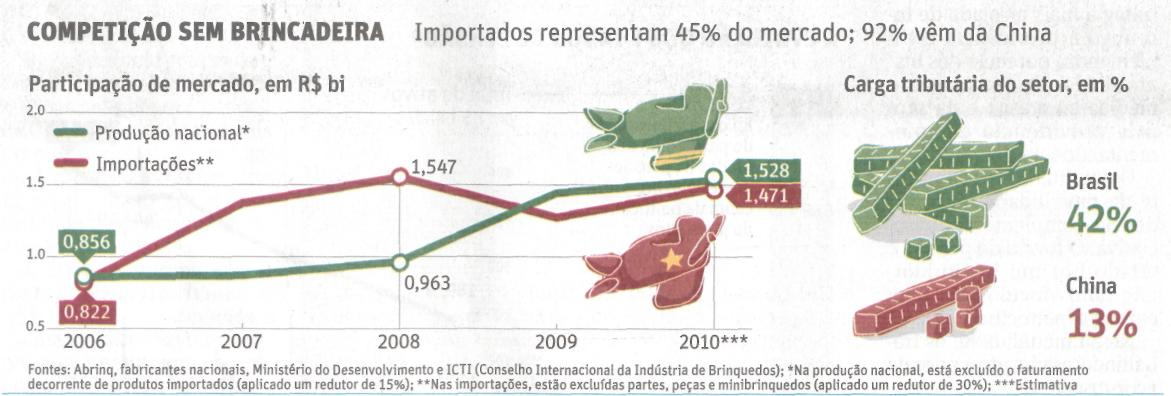 COMPETIÇÃO SEM BRINCADEIRA Importados representam 45% do mercado; 92% vêm da China
Participação de mercado, em R$ bi
2.0
Produção nacional*
Importações**
1.5
1.0
0.5
0,856
0,822
1,547
0,963
1,528
1,471
2006 2007 2008 2009 2010***
Carga tributária do setor, em %
Brasil
42%
China
13%
Fontes: Abrinq, fabricantes nacionais, Ministério do Desenvolvimento e ICTI (Conselho Internacional da Indústria de Brinquedos); *Na produção nacional, está excluído o faturamento
decorrente de produtos importados (aplicado um redutor de 15%); **Nas importações, estão excluídas partes, peças e minibrinquedos (aplicado um redutor de 30%); ***Estimativa